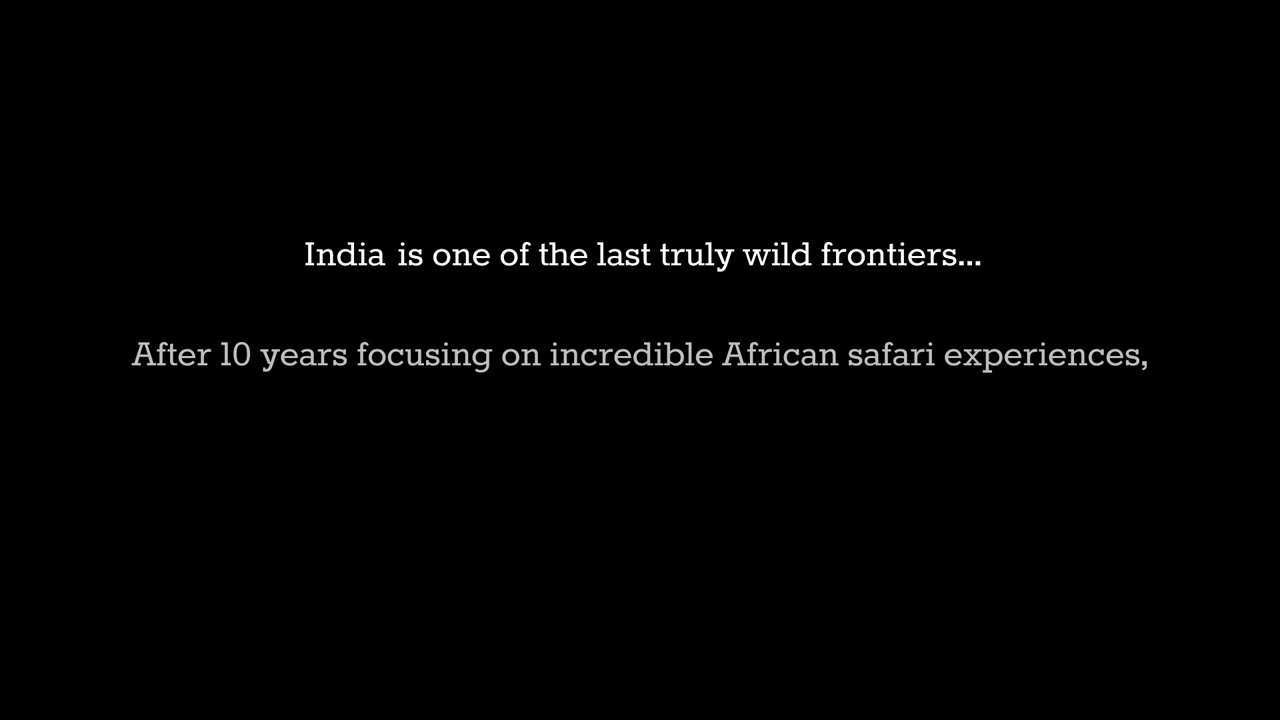 India is one of the last truly wild frontiers...
After 10 years focusing on incredible African safari experiences,